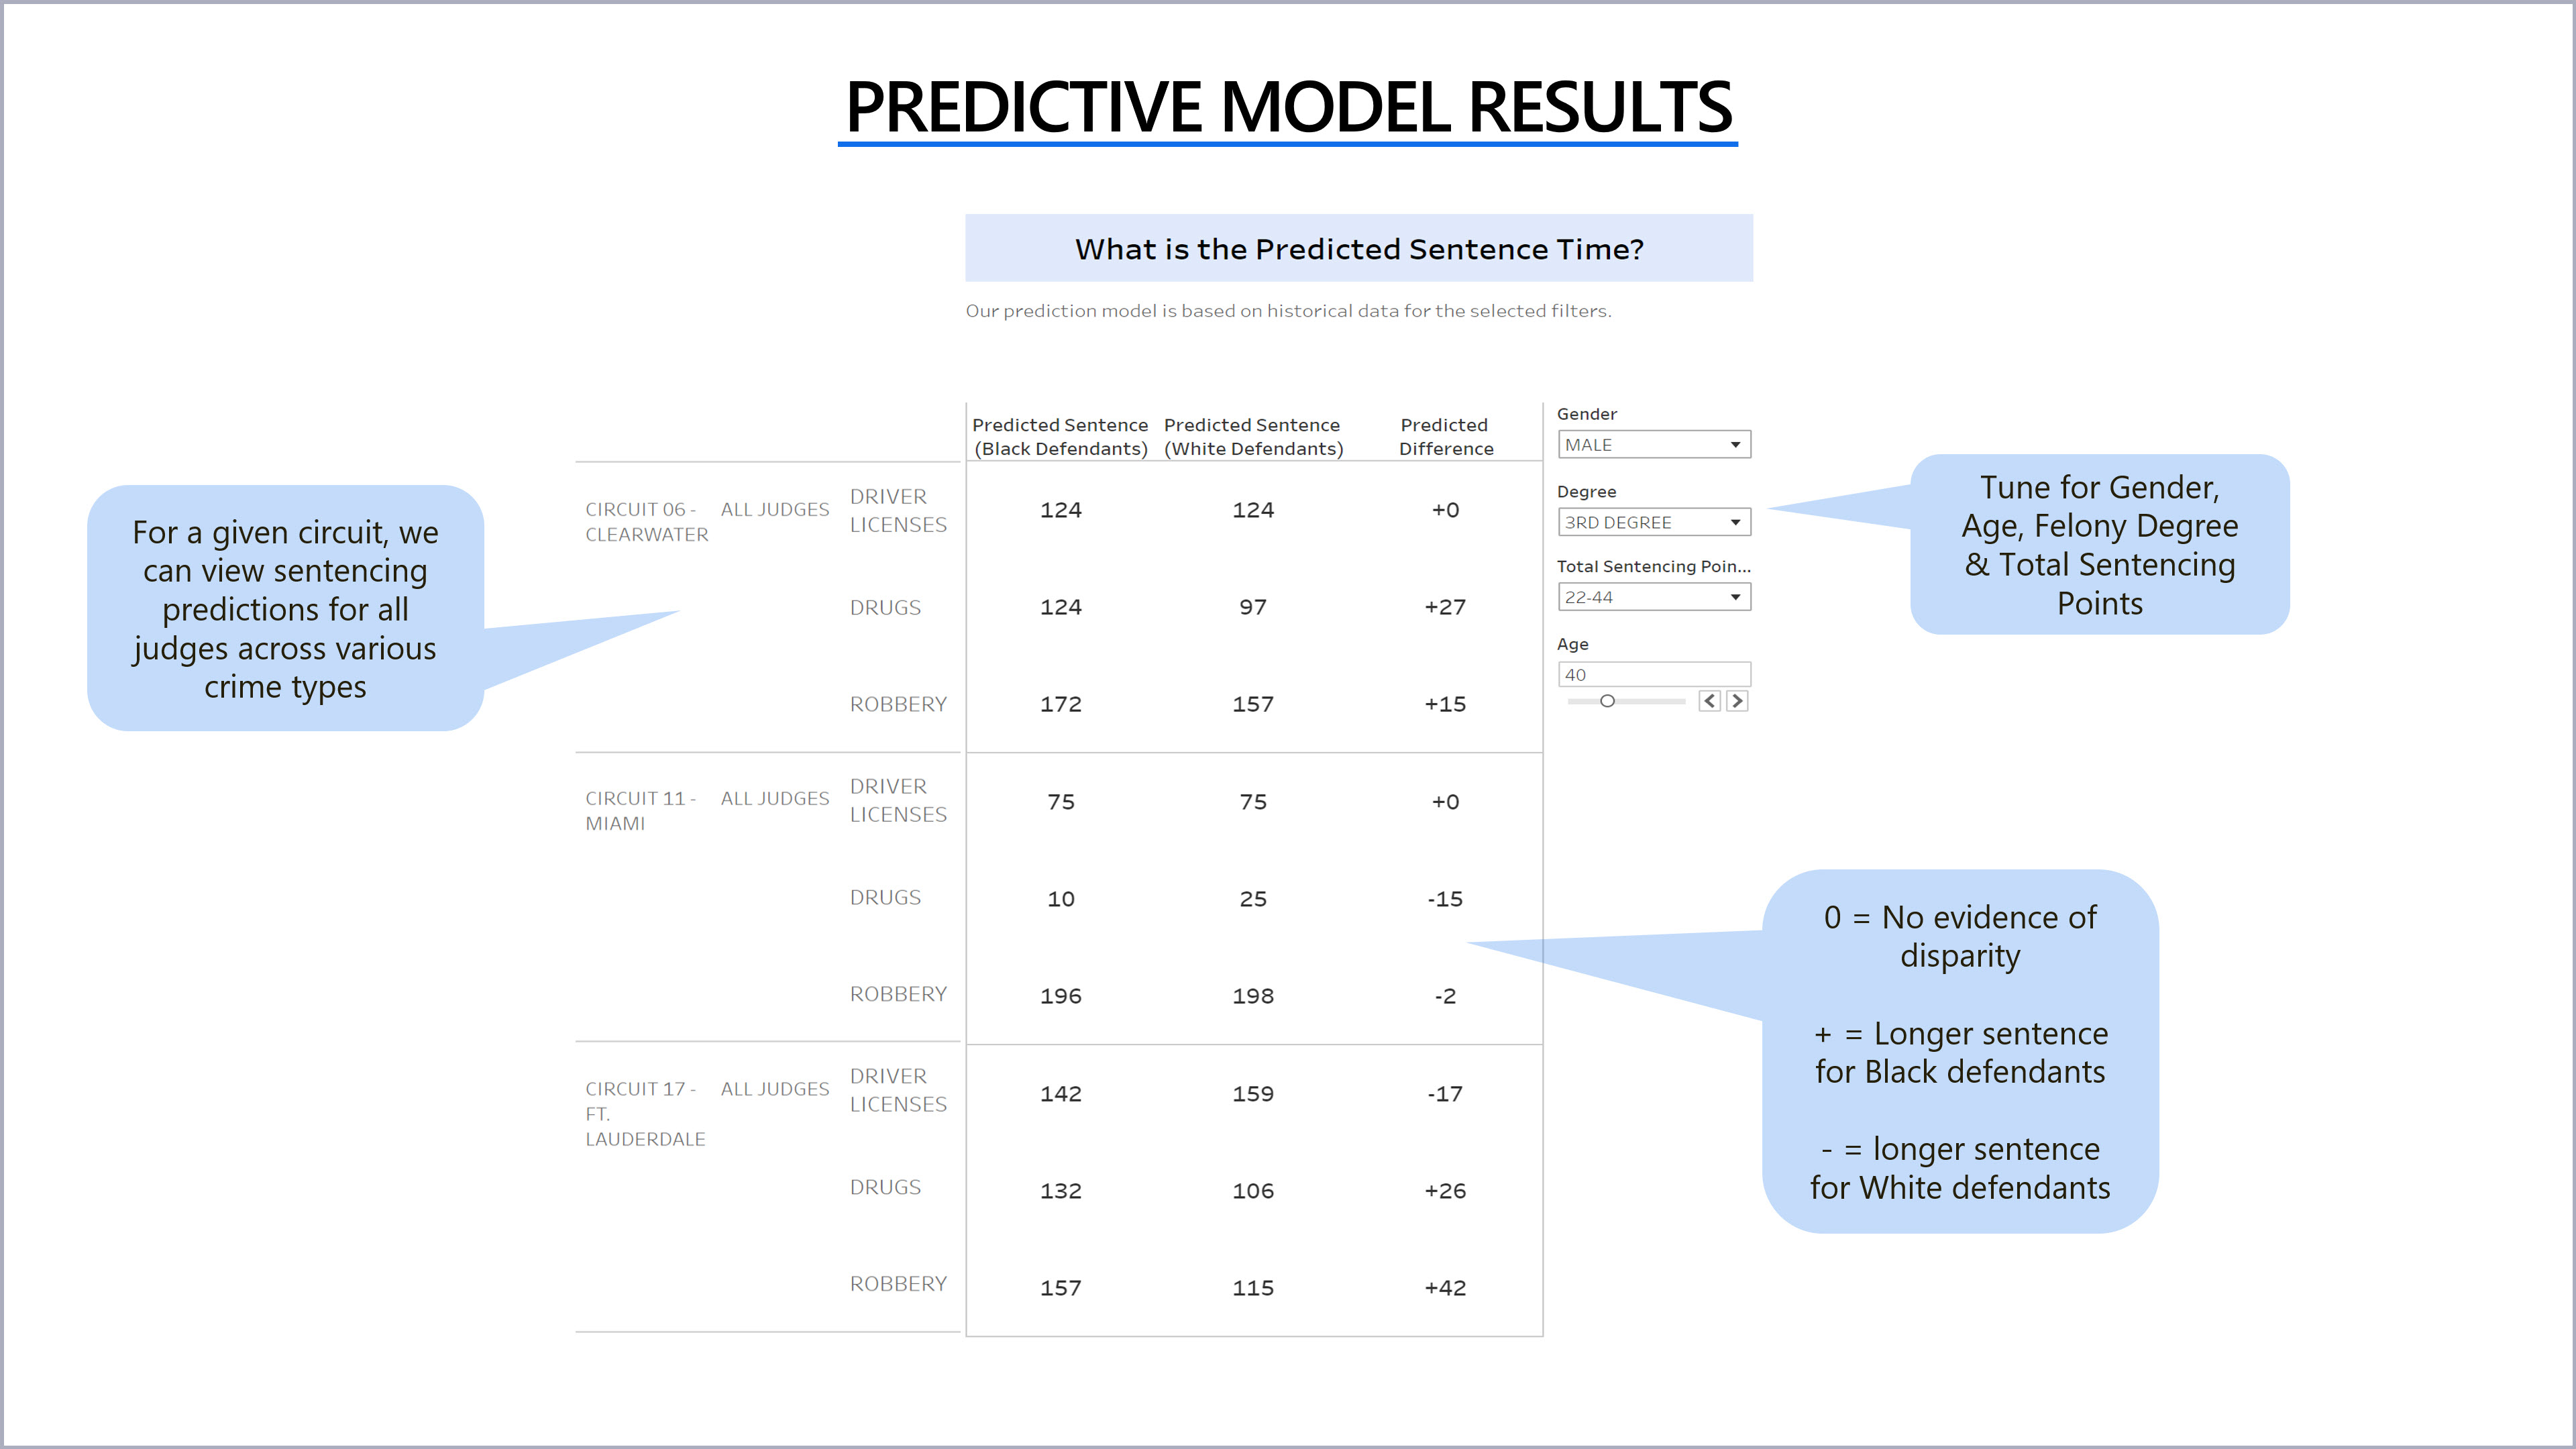 PREDICTIVE MODEL RESULTS
What is the Predicted Sentence Time?
Our prediction model is based on historical data for the selected filters.
Predicted Sentence (Black Defendants) Predicted Sentence (White Defendants) Predicted Difference
CIRCUIT 06 - CLEARWATER ALL JUDGES DRIVER LICENSES 124 124 +0
DRUGS 124 97 +27
ROBBERY 172 157 +15
CIRCUIT 11 - MIAMI ALL JUDGES DRIVER LICENSES 75 75 +0
DRUGS 10 25 -15
ROBBERY 196 198 -2
CIRCUIT 17 - FT. LAUDERDALE ALL JUDGES DRIVER LICENSES 142 159 -17
DRUGS 132 106 +26
ROBBERY 157 115 +42
Gender
MALE
Degree
3RD DEGREE
Total Sentencing Poin...
22-44
Age
40
For a given circuit, we
can view sentencing
predictions for all
judges across various
crime types
Tune for Gender,
Age, Felony Degree
& Total Sentencing
Points
0 = No evidence of
disparity
+ = Longer sentence
for Black defendants
- = longer sentence
for White defendants